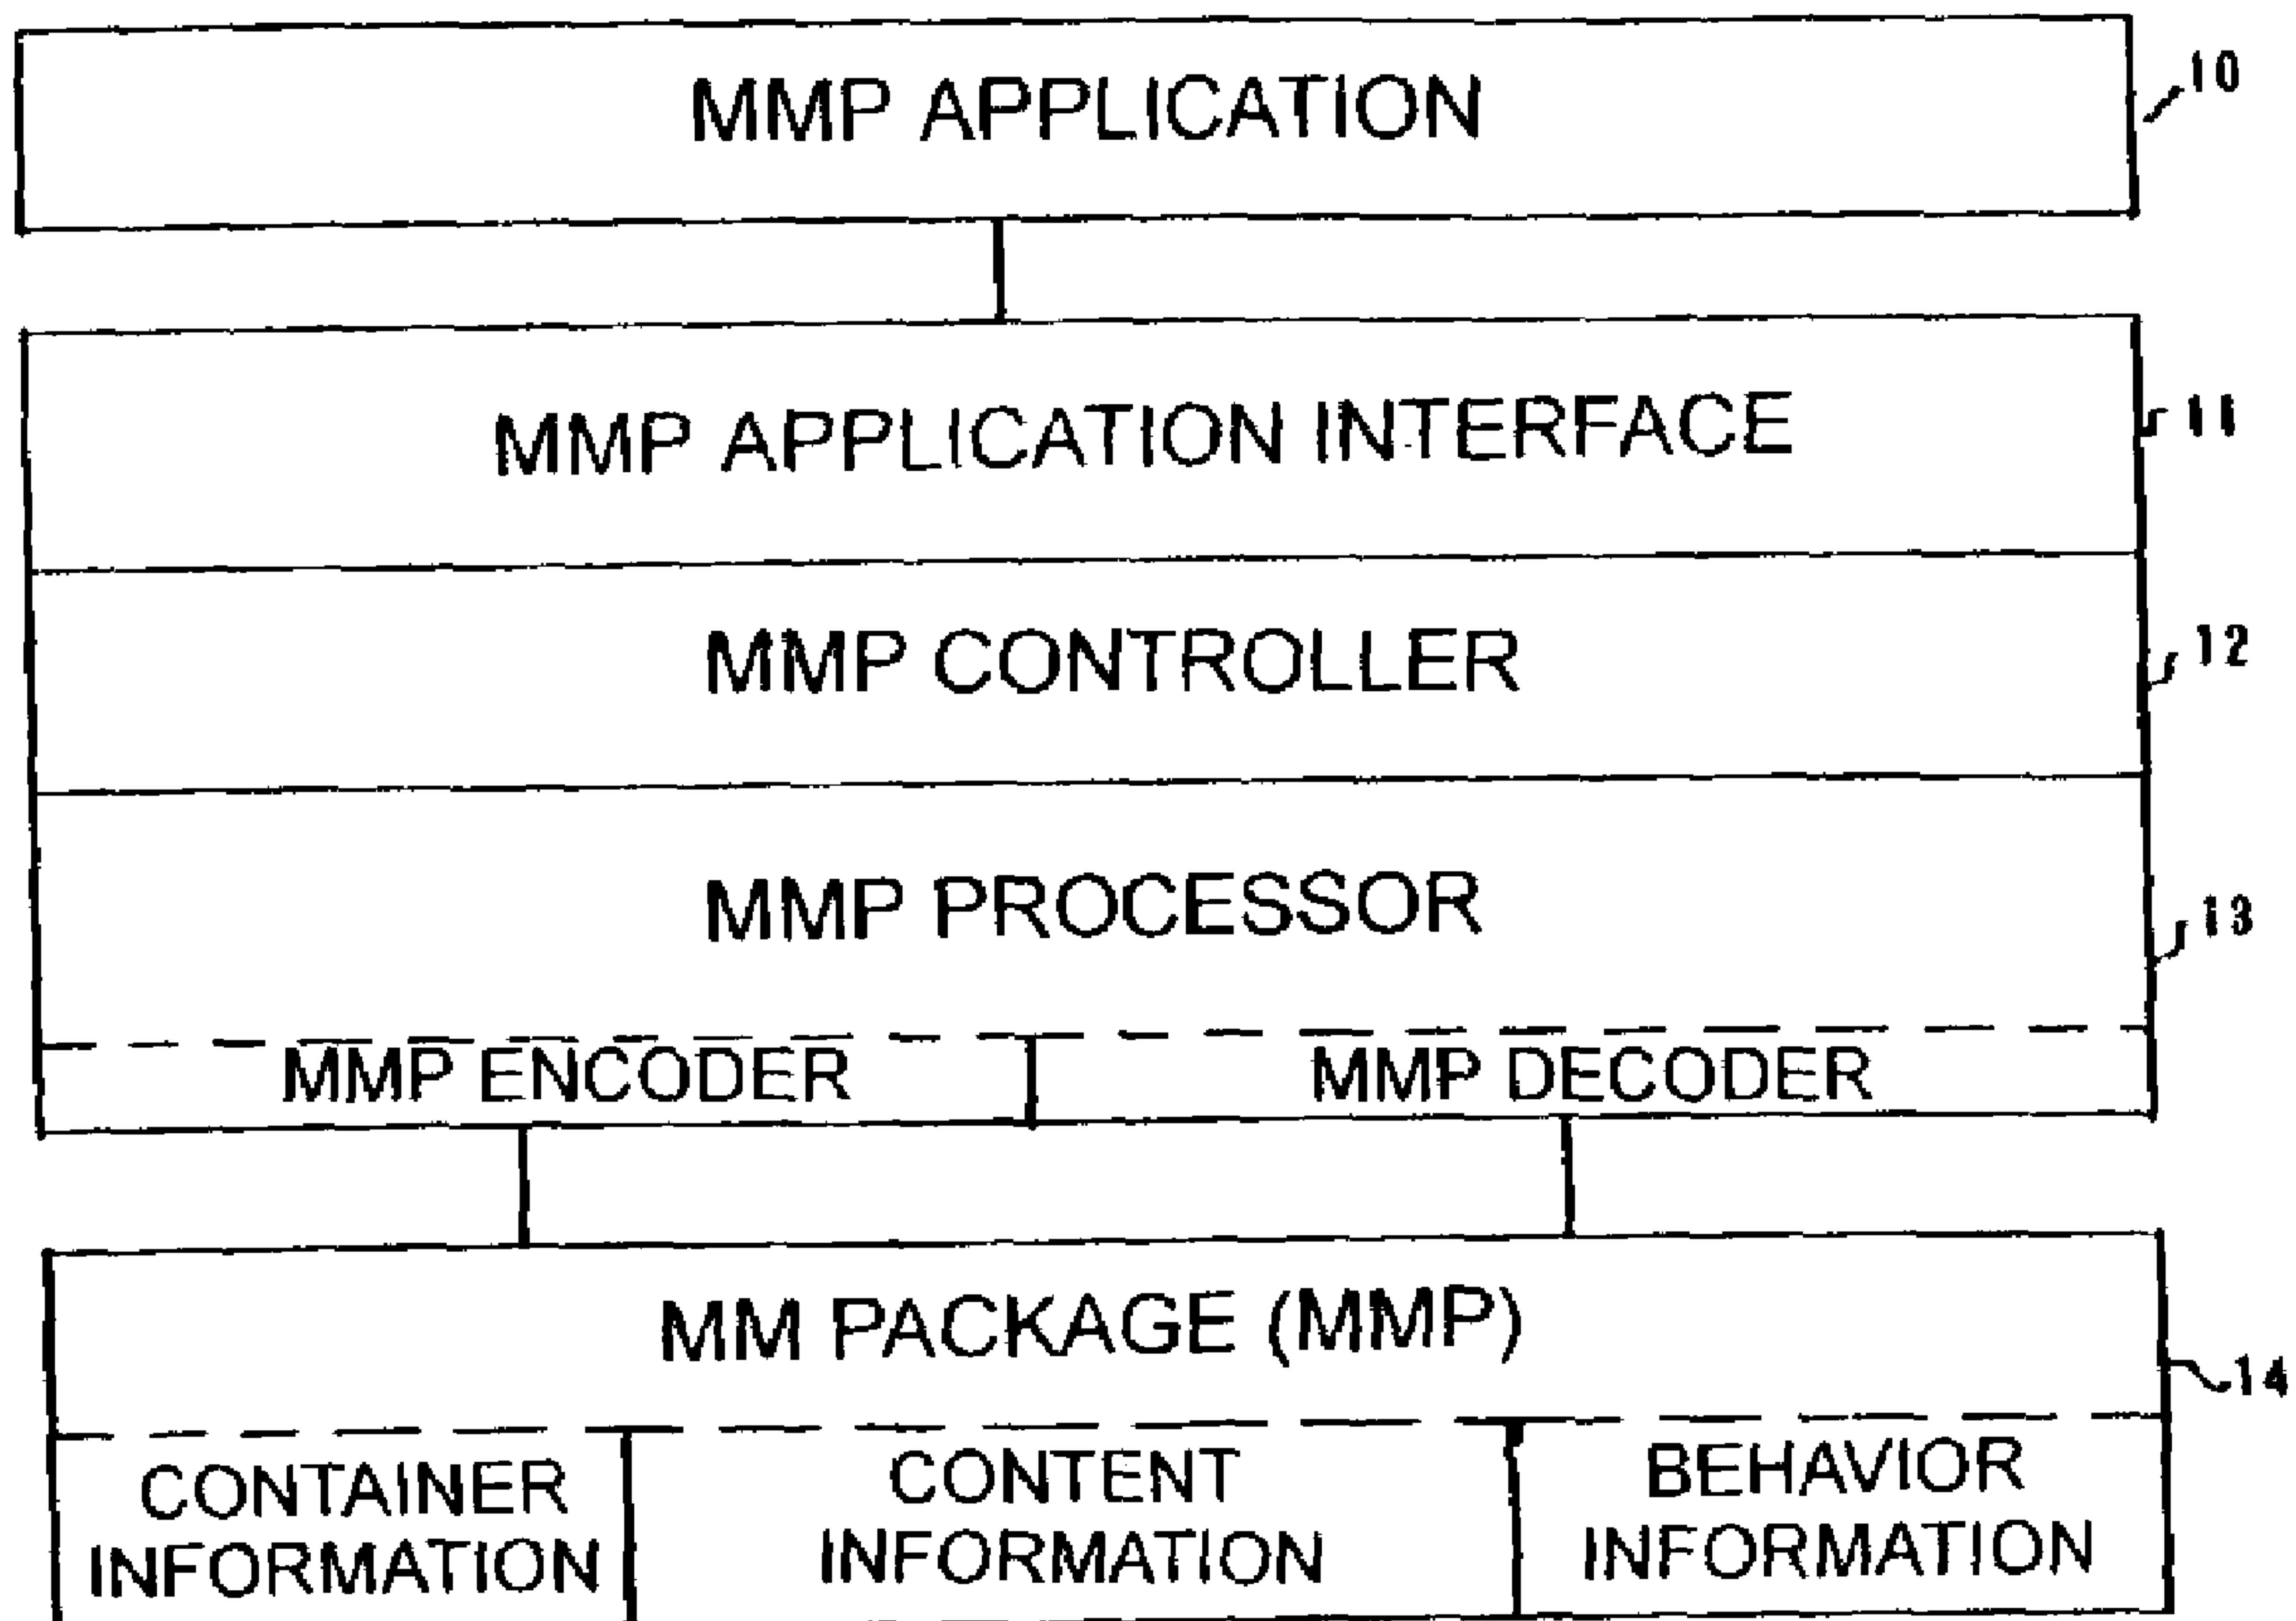 MMP APPLICATION
10
MMP APPLICATION INTERFACE
11
MMP CONTROLLER
12
MMP PROCESSOR
13
MMP ENCODER
MMP DECODER
MM PACKAGE (MMP)
14
CONTAINER
INFORMATION
CONTENT
INFORMATION
BEHAVIOR
INFORMATION